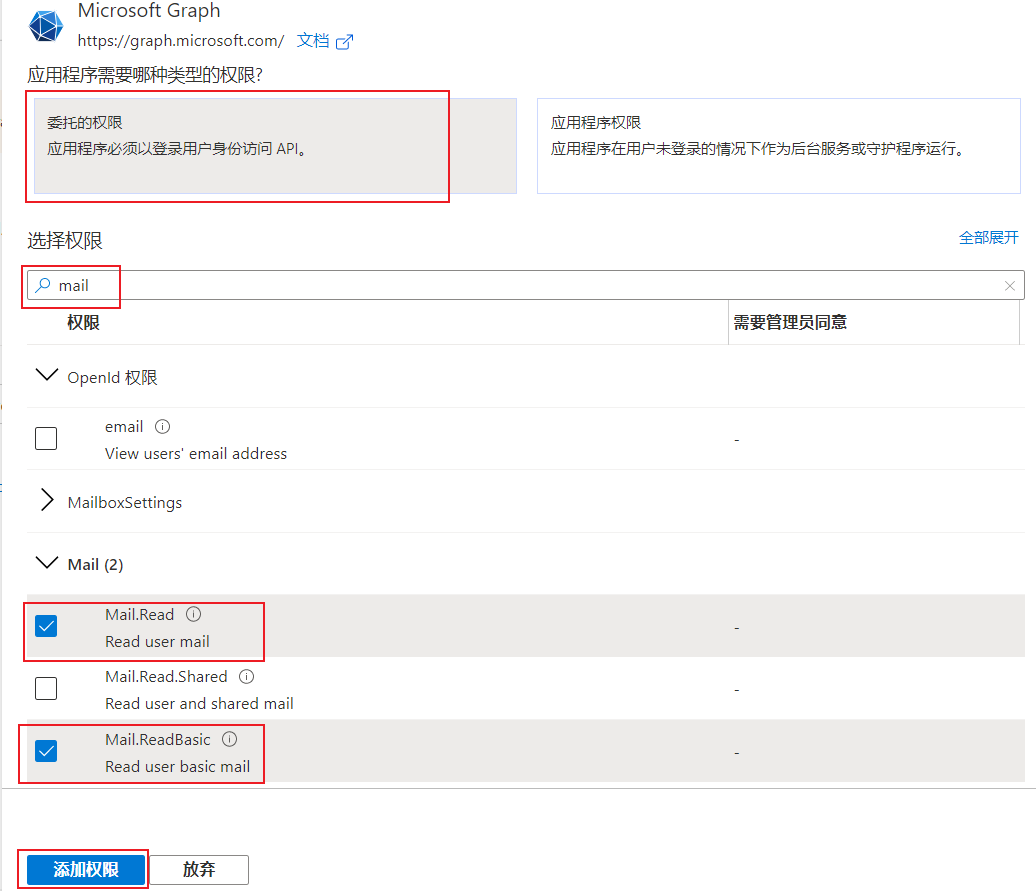 Microsoft Graph
https://graph.microsoft.com/ 文档
应用程序需要哪种类型的权限?
委托的权限
应用程序必须以登录用户身份访问 API。
应用程序权限
应用程序在用户未登录的情况下作为后台服务或守护程序运行。
选择权限
全部展开
mail
权限
需要管理员同意
OpenId 权限
email
View users' email address
-
MailboxSettings
Mail (2)
Mail.Read
Read user mail
-
Mail.Read.Shared
Read user and shared mail
-
Mail.ReadBasic
Read user basic mail
-
添加权限
放弃